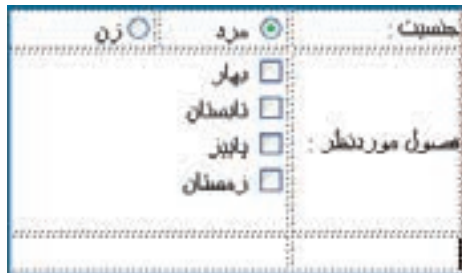 جنسیت : مرد زن
بهار
تابستان
فصول موردنظر :
پاییز
زمستان